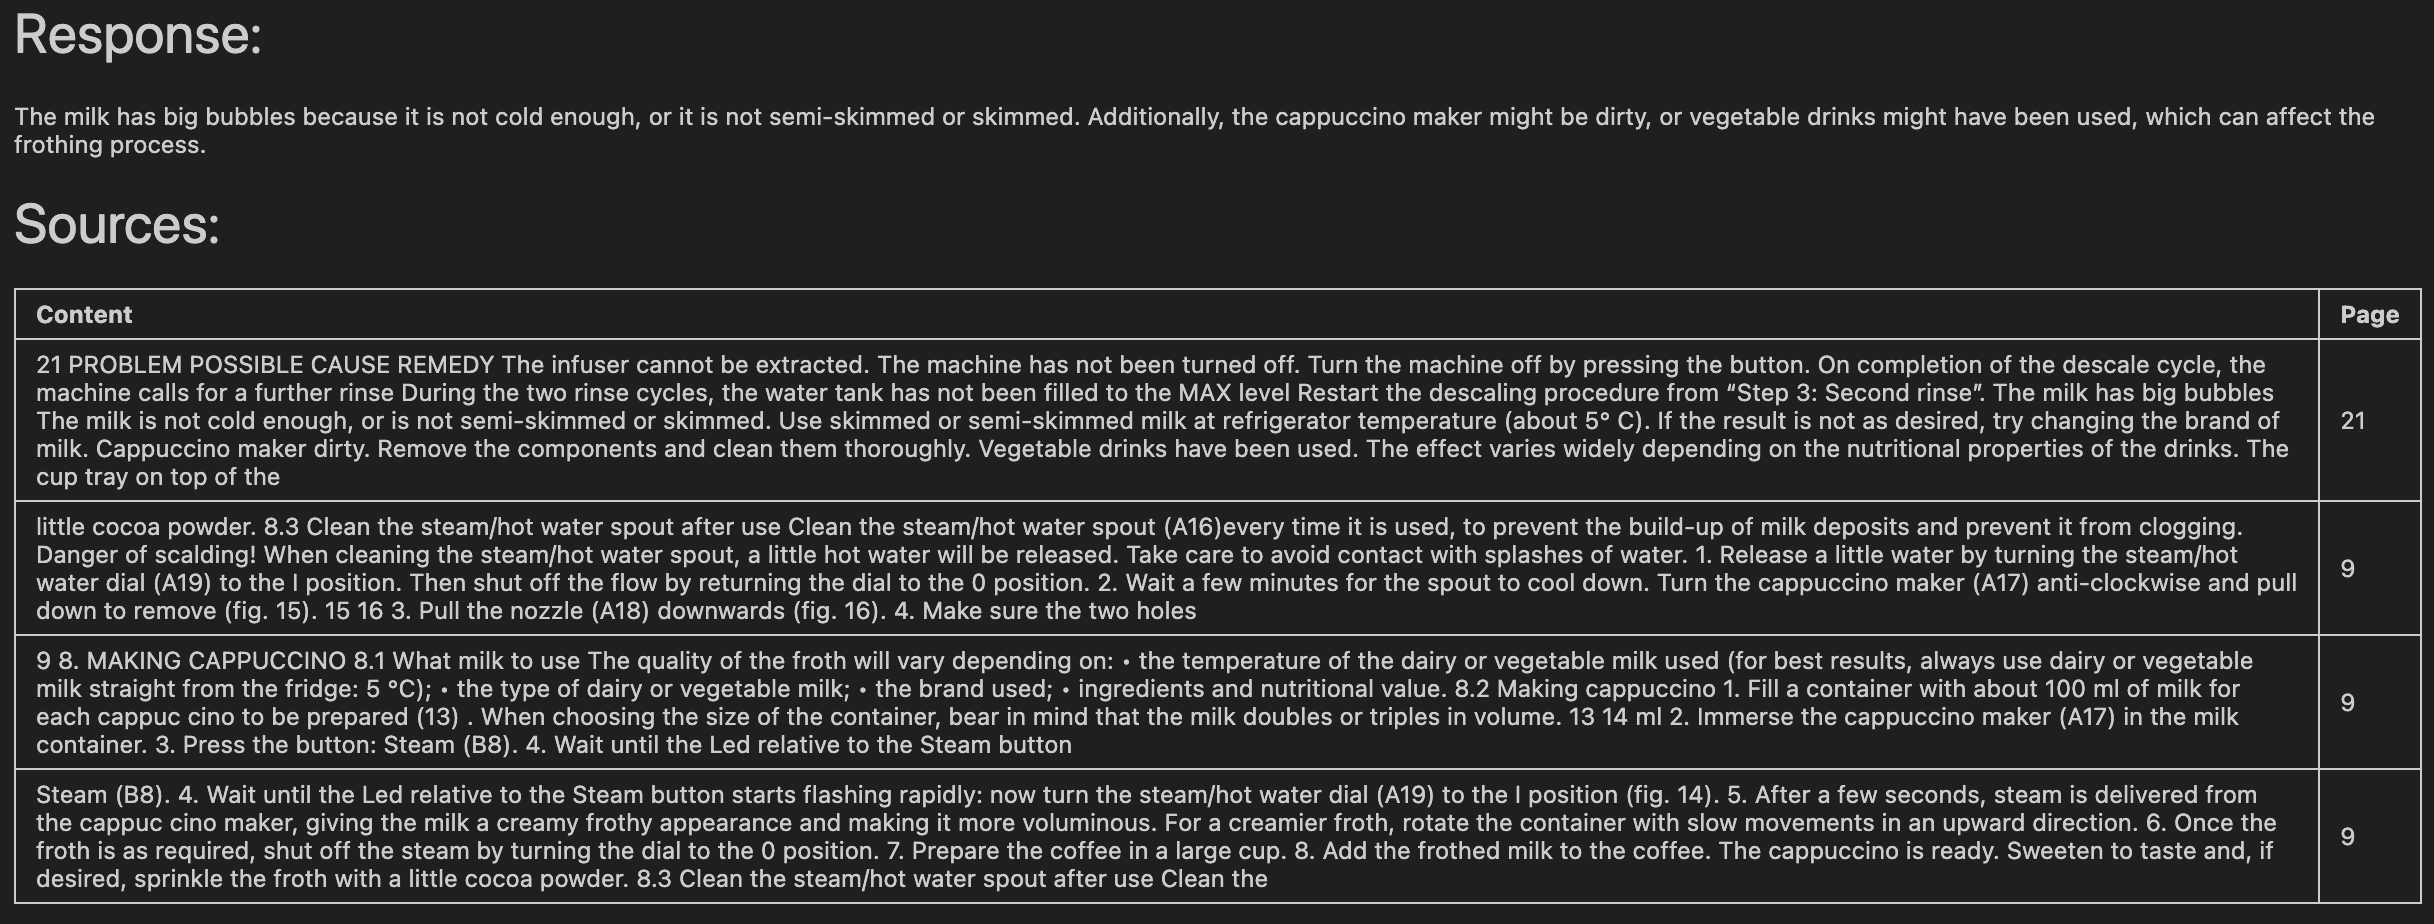 Response:
The milk has big bubbles because it is not cold enough, or it is not semi-skimmed or skimmed. Additionally, the cappuccino maker might be dirty, or vegetable drinks might have been used, which can affect the
frothing process.
Sources:
Content Page
21 PROBLEM POSSIBLE CAUSE REMEDY The infuser cannot be extracted. The machine has not been turned off. Turn the machine off by pressing the button. On completion of the descale cycle, the
machine calls for a further rinse During the two rinse cycles, the water tank has not been filled to the MAX level Restart the descaling procedure from “Step 3: Second rinse”. The milk has big bubbles
The milk is not cold enough, or is not semi-skimmed or skimmed. Use skimmed or semi-skimmed milk at refrigerator temperature (about 5° C). If the result is not as desired, try changing the brand of
milk. Cappuccino maker dirty. Remove the components and clean them thoroughly. Vegetable drinks have been used. The effect varies widely depending on the nutritional properties of the drinks. The
cup tray on top of the
21
little cocoa powder. 8.3 Clean the steam/hot water spout after use Clean the steam/hot water spout (A16)every time it is used, to prevent the build-up of milk deposits and prevent it from clogging.
Danger of scalding! When cleaning the steam/hot water spout, a little hot water will be released. Take care to avoid contact with splashes of water. 1. Release a little water by turning the steam/hot
water dial (A19) to the I position. Then shut off the flow by returning the dial to the 0 position. 2. Wait a few minutes for the spout to cool down. Turn the cappuccino maker (A17) anti-clockwise and pull
down to remove (fig. 15). 15 16 3. Pull the nozzle (A18) downwards (fig. 16). 4. Make sure the two holes
9
9 8. MAKING CAPPUCCINO 8.1 What milk to use The quality of the froth will vary depending on: • the temperature of the dairy or vegetable milk used (for best results, always use dairy or vegetable
milk straight from the fridge: 5 °C); • the type of dairy or vegetable milk; • the brand used; • ingredients and nutritional value. 8.2 Making cappuccino 1. Fill a container with about 100 ml of milk for
each cappuc cino to be prepared (13) . When choosing the size of the container, bear in mind that the milk doubles or triples in volume. 13 14 ml 2. Immerse the cappuccino maker (A17) in the milk
container. 3. Press the button: Steam (B8). 4. Wait until the Led relative to the Steam button
9
Steam (B8). 4. Wait until the Led relative to the Steam button starts flashing rapidly: now turn the steam/hot water dial (A19) to the I position (fig. 14). 5. After a few seconds, steam is delivered from
the cappuc cino maker, giving the milk a creamy frothy appearance and making it more voluminous. For a creamier froth, rotate the container with slow movements in an upward direction. 6. Once the
froth is as required, shut off the steam by turning the dial to the 0 position. 7. Prepare the coffee in a large cup. 8. Add the frothed milk to the coffee. The cappuccino is ready. Sweeten to taste and, if
desired, sprinkle the froth with a little cocoa powder. 8.3 Clean the steam/hot water spout after use Clean the
9